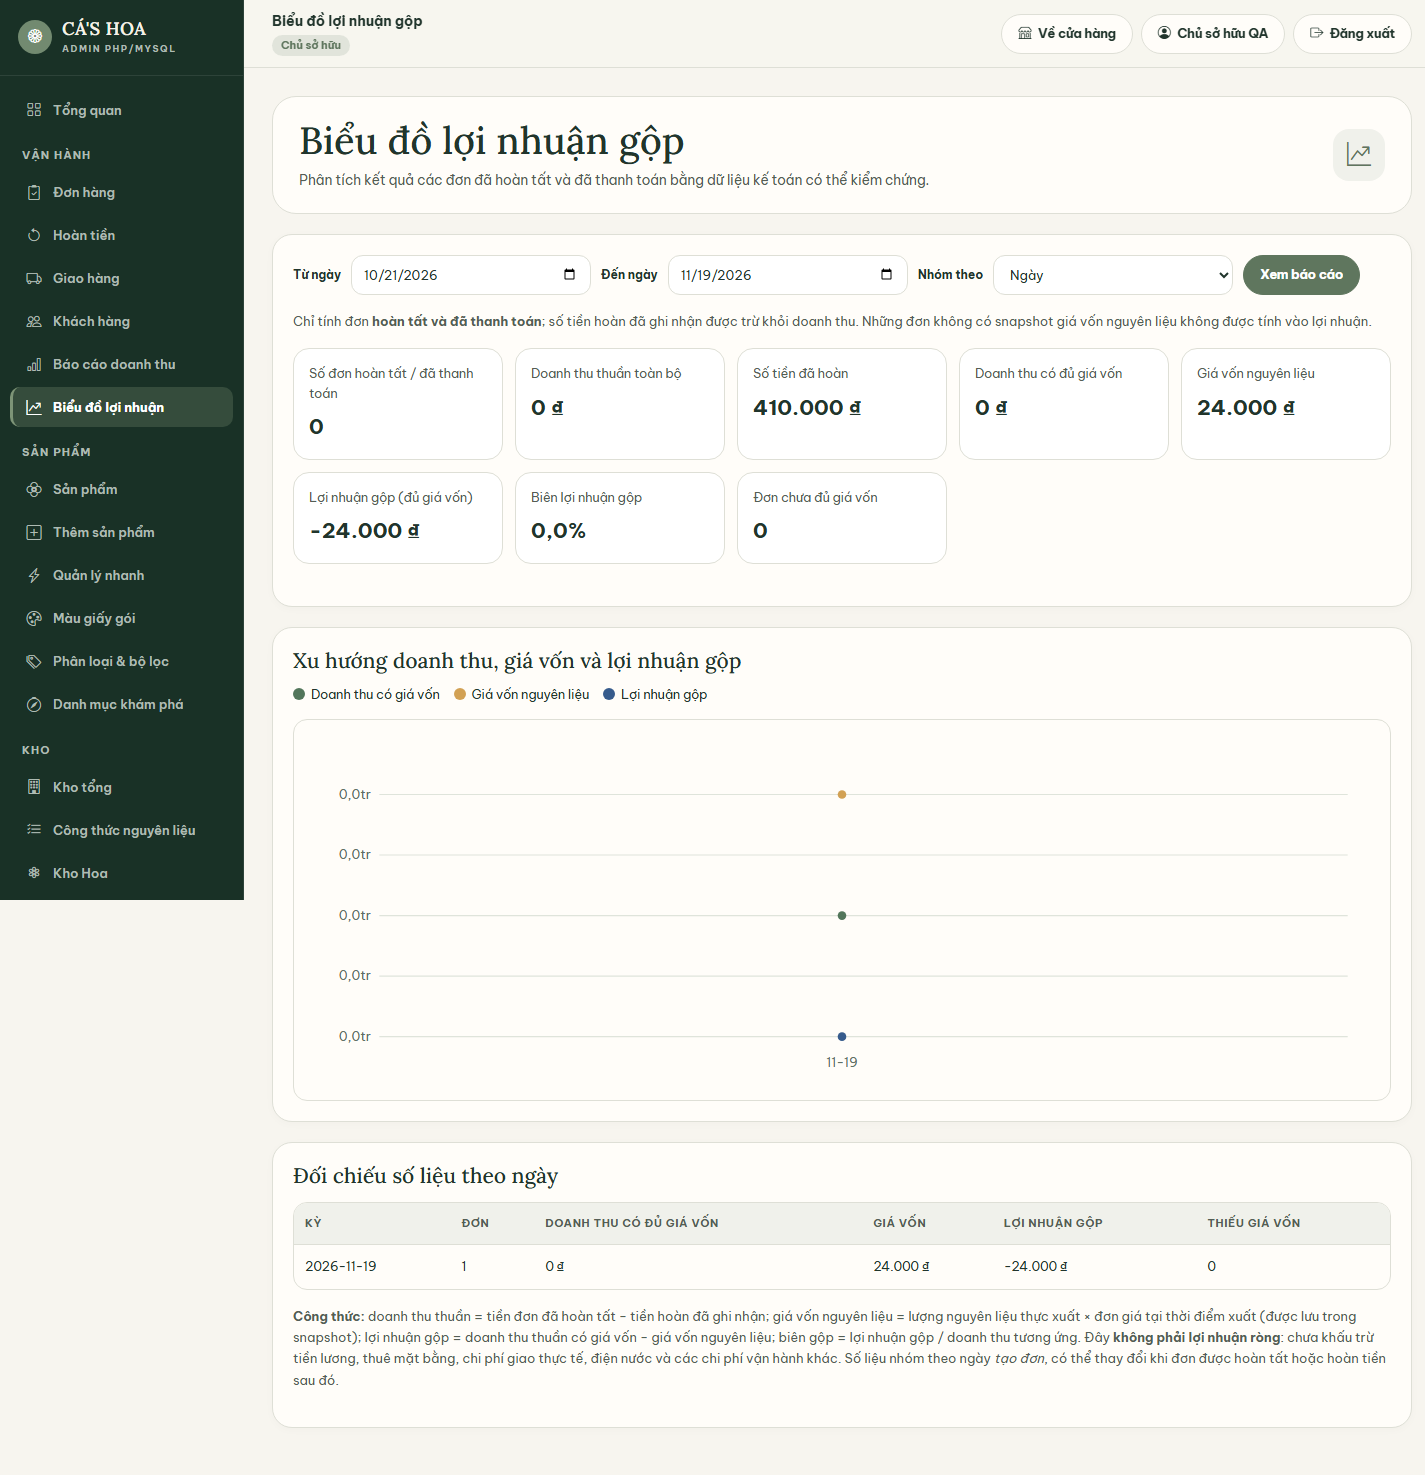 CÁ'S HOA
ADMIN PHP/MYSQL
Tổng quan
VẬN HÀNH
Đơn hàng
Hoàn tiền
Giao hàng
Khách hàng
Báo cáo doanh thu
Biểu đồ lợi nhuận
SẢN PHẨM
Sản phẩm
Thêm sản phẩm
Quản lý nhanh
Màu giấy gói
Phân loại & bộ lọc
Danh mục khám phá
KHO
Kho tổng
Công thức nguyên liệu
Kho Hoa
Biểu đồ lợi nhuận gộp
Chủ sở hữu
Về cửa hàng
Chủ sở hữu QA
Đăng xuất
Biểu đồ lợi nhuận gộp
Phân tích kết quả các đơn đã hoàn tất và đã thanh toán bằng dữ liệu kế toán có thể kiểm chứng.
Từ ngày 10/21/2026 Đến ngày 11/19/2026 Nhóm theo Ngày Xem báo cáo
Chỉ tính đơn hoàn tất và đã thanh toán; số tiền hoàn đã ghi nhận được trừ khỏi doanh thu. Những đơn không có snapshot giá vốn nguyên liệu không được tính vào lợi nhuận.
Số đơn hoàn tất / đã thanh
toán
0
Doanh thu thuần toàn bộ
0 ₫
Số tiền đã hoàn
410.000 ₫
Doanh thu có đủ giá vốn
0 ₫
Giá vốn nguyên liệu
24.000 ₫
Lợi nhuận gộp (đủ giá vốn)
-24.000 ₫
Biên lợi nhuận gộp
0,0%
Đơn chưa đủ giá vốn
0
Xu hướng doanh thu, giá vốn và lợi nhuận gộp
Doanh thu có giá vốn Giá vốn nguyên liệu Lợi nhuận gộp
0,0tr
0,0tr
0,0tr
0,0tr
0,0tr
11-19
Đối chiếu số liệu theo ngày
KỲ ĐƠN DOANH THU CÓ ĐỦ GIÁ VỐN GIÁ VỐN LỢI NHUẬN GỘP THIẾU GIÁ VỐN
2026-11-19 1 0 ₫ 24.000 ₫ -24.000 ₫ 0
Công thức: doanh thu thuần = tiền đơn đã hoàn tất - tiền hoàn đã ghi nhận; giá vốn nguyên liệu = lượng nguyên liệu thực xuất × đơn giá tại thời điểm xuất (được lưu trong
snapshot); lợi nhuận gộp = doanh thu thuần có giá vốn - giá vốn nguyên liệu; biên gộp = lợi nhuận gộp / doanh thu tương ứng. Đây không phải lợi nhuận ròng: chưa khấu trừ
tiền lương, thuê mặt bằng, chi phí giao thực tế, điện nước và các chi phí vận hành khác. Số liệu nhóm theo ngày tạo đơn, có thể thay đổi khi đơn được hoàn tất hoặc hoàn tiền
sau đó.